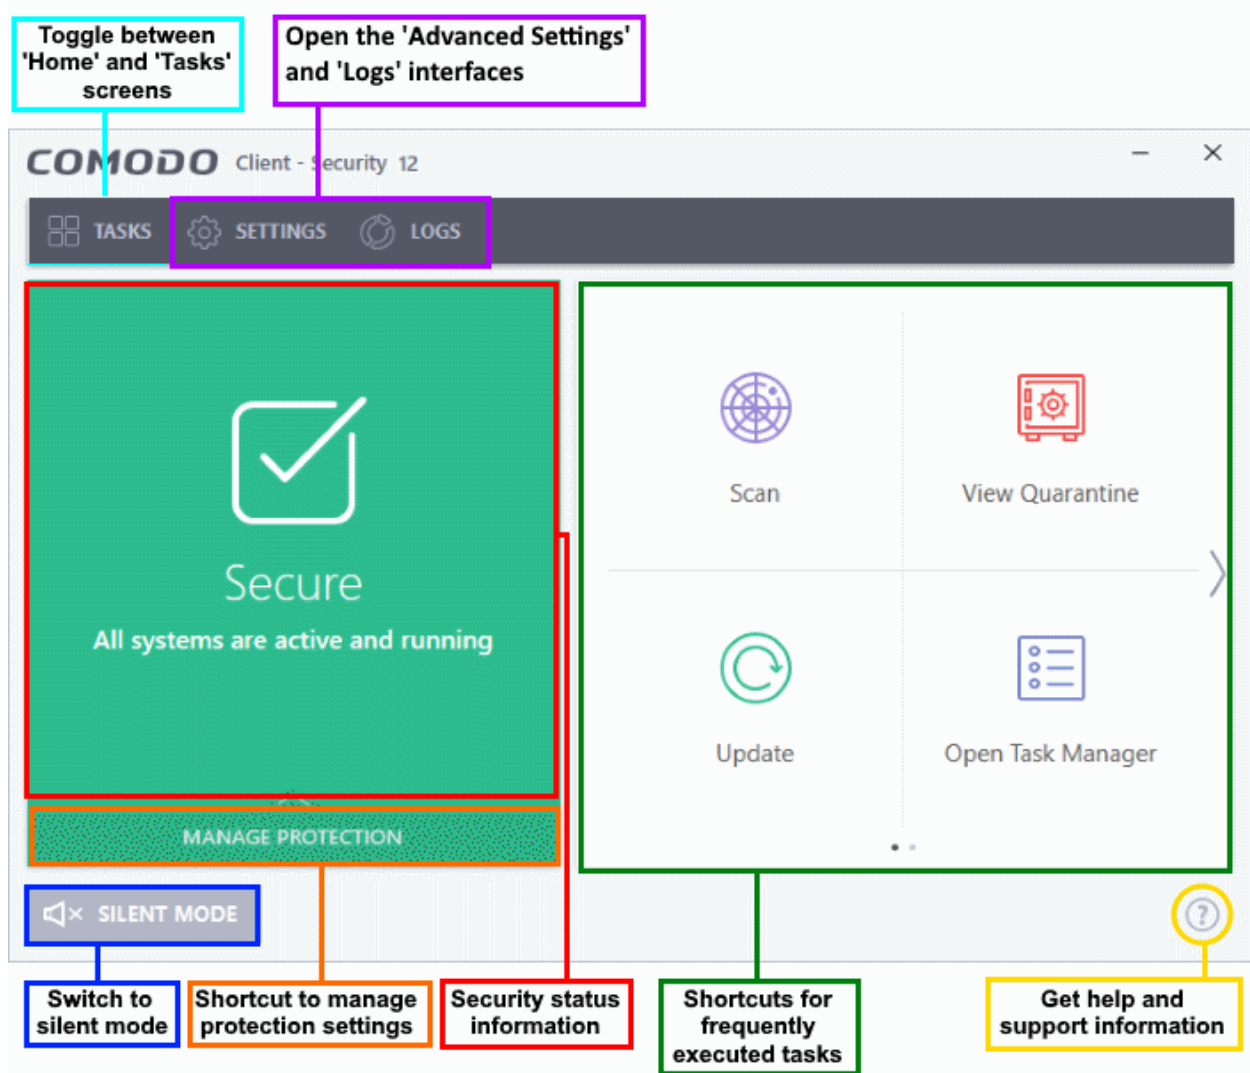 Toggle between
'Home' and 'Tasks'
screens
Open the 'Advanced Settings'
and 'Logs' interfaces
COMODO Client - Security 12
TASKS SETTINGS LOGS
Secure
All systems are active and running
MANAGE PROTECTION
Scan
View Quarantine
Update
Open Task Manager
SILENT MODE
?
Switch to
silent mode
Shortcut to manage
protection settings
Security status
information
Shortcuts for
frequently
executed tasks
Get help and
support information